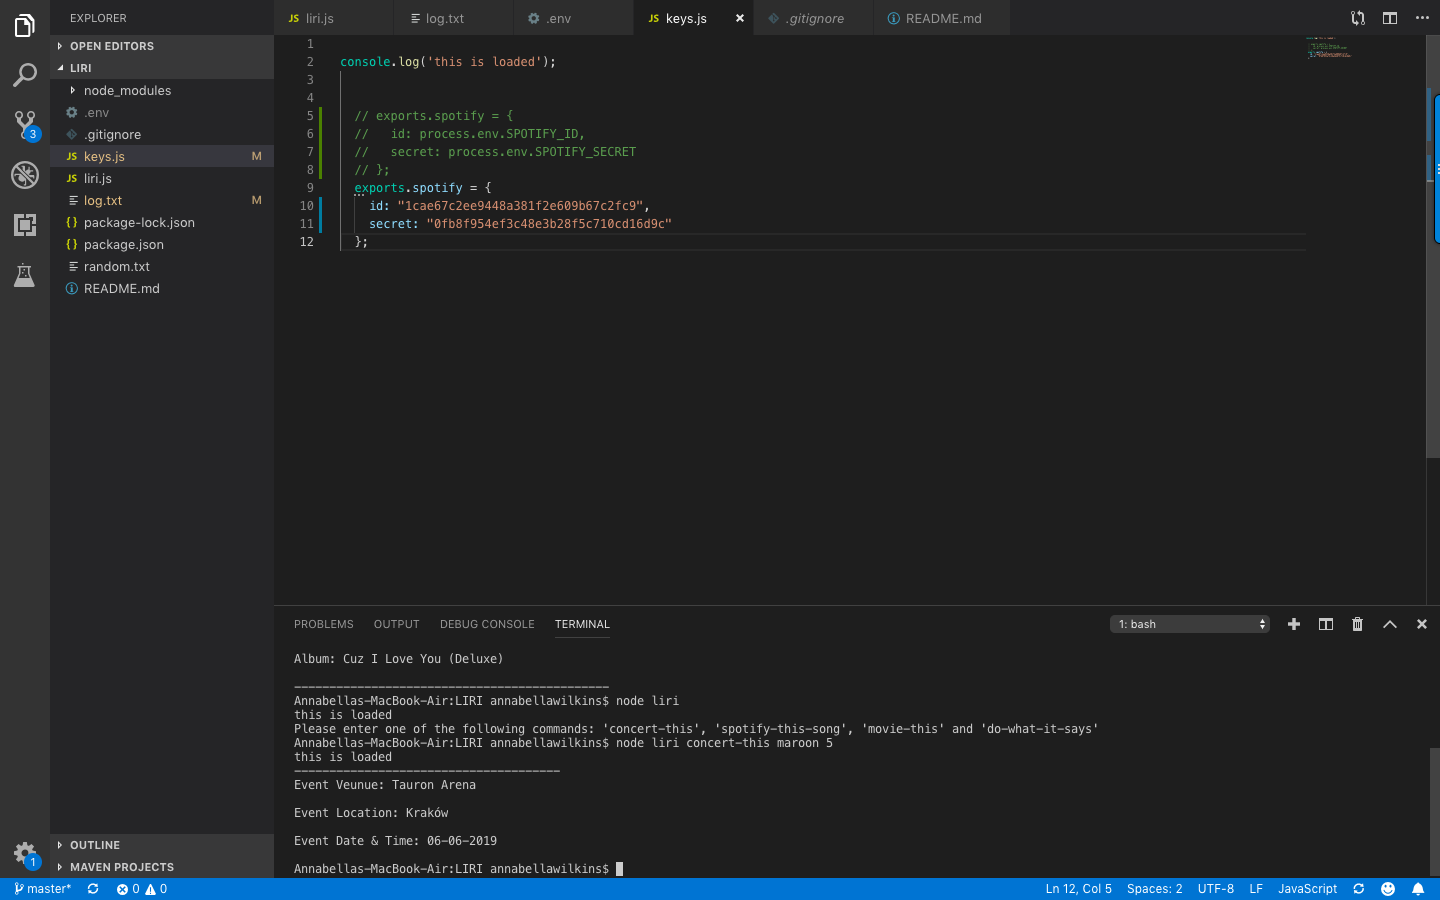 EXPLORER
OPEN EDITORS
LIRI
node_modules
.env
.gitignore
JS keys.js M
JS liri.js
log.txt M
{} package-lock.json
{} package.json
random.txt
README.md
OUTLINE
MAVEN PROJECTS
3
1
JS liri.js
log.txt
.env
JS keys.js ×
.gitignore
README.md
1
2 console.log('this is loaded');
3
4
5 // exports.spotify = {
6 //   id: process.env.SPOTIFY_ID,
7 //   secret: process.env.SPOTIFY_SECRET
8 // };
9 exports.spotify = {
10 id: "1cae67c2ee9448a381f2e609b67c2fc9",
11 secret: "0fb8f954ef3c48e3b28f5c710cd16d9c"
12 };
PROBLEMS OUTPUT DEBUG CONSOLE TERMINAL 1: bash
Album: Cuz I Love You (Deluxe)
---------------------------------------------
Annabellas-MacBook-Air:LIRI annabellawilkins$ node liri
this is loaded
Please enter one of the following commands: 'concert-this', 'spotify-this-song', 'movie-this' and 'do-what-it-says'
Annabellas-MacBook-Air:LIRI annabellawilkins$ node liri concert-this maroon 5
this is loaded
--------------------------------------
Event Veunue: Tauron Arena
Event Location: Kraków
Event Date & Time: 06-06-2019
Annabellas-MacBook-Air:LIRI annabellawilkins$
master* 0 0 Ln 12, Col 5 Spaces: 2 UTF-8 LF JavaScript